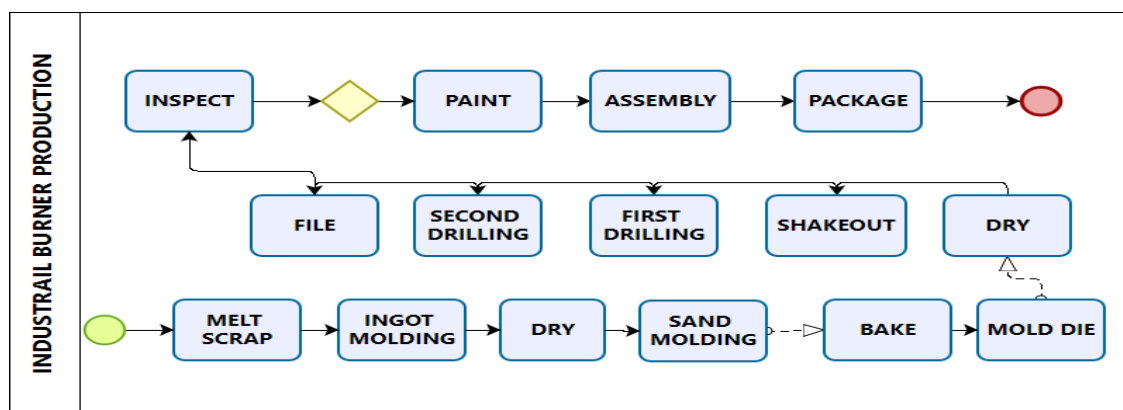 INDUSTRAIL BURNER PRODUCTION
INSPECT
PAINT
ASSEMBLY
PACKAGE
FILE
SECOND
DRILLING
FIRST
DRILLING
SHAKEOUT
DRY
MELT
SCRAP
INGOT
MOLDING
DRY
SAND
MOLDING
BAKE
MOLD DIE